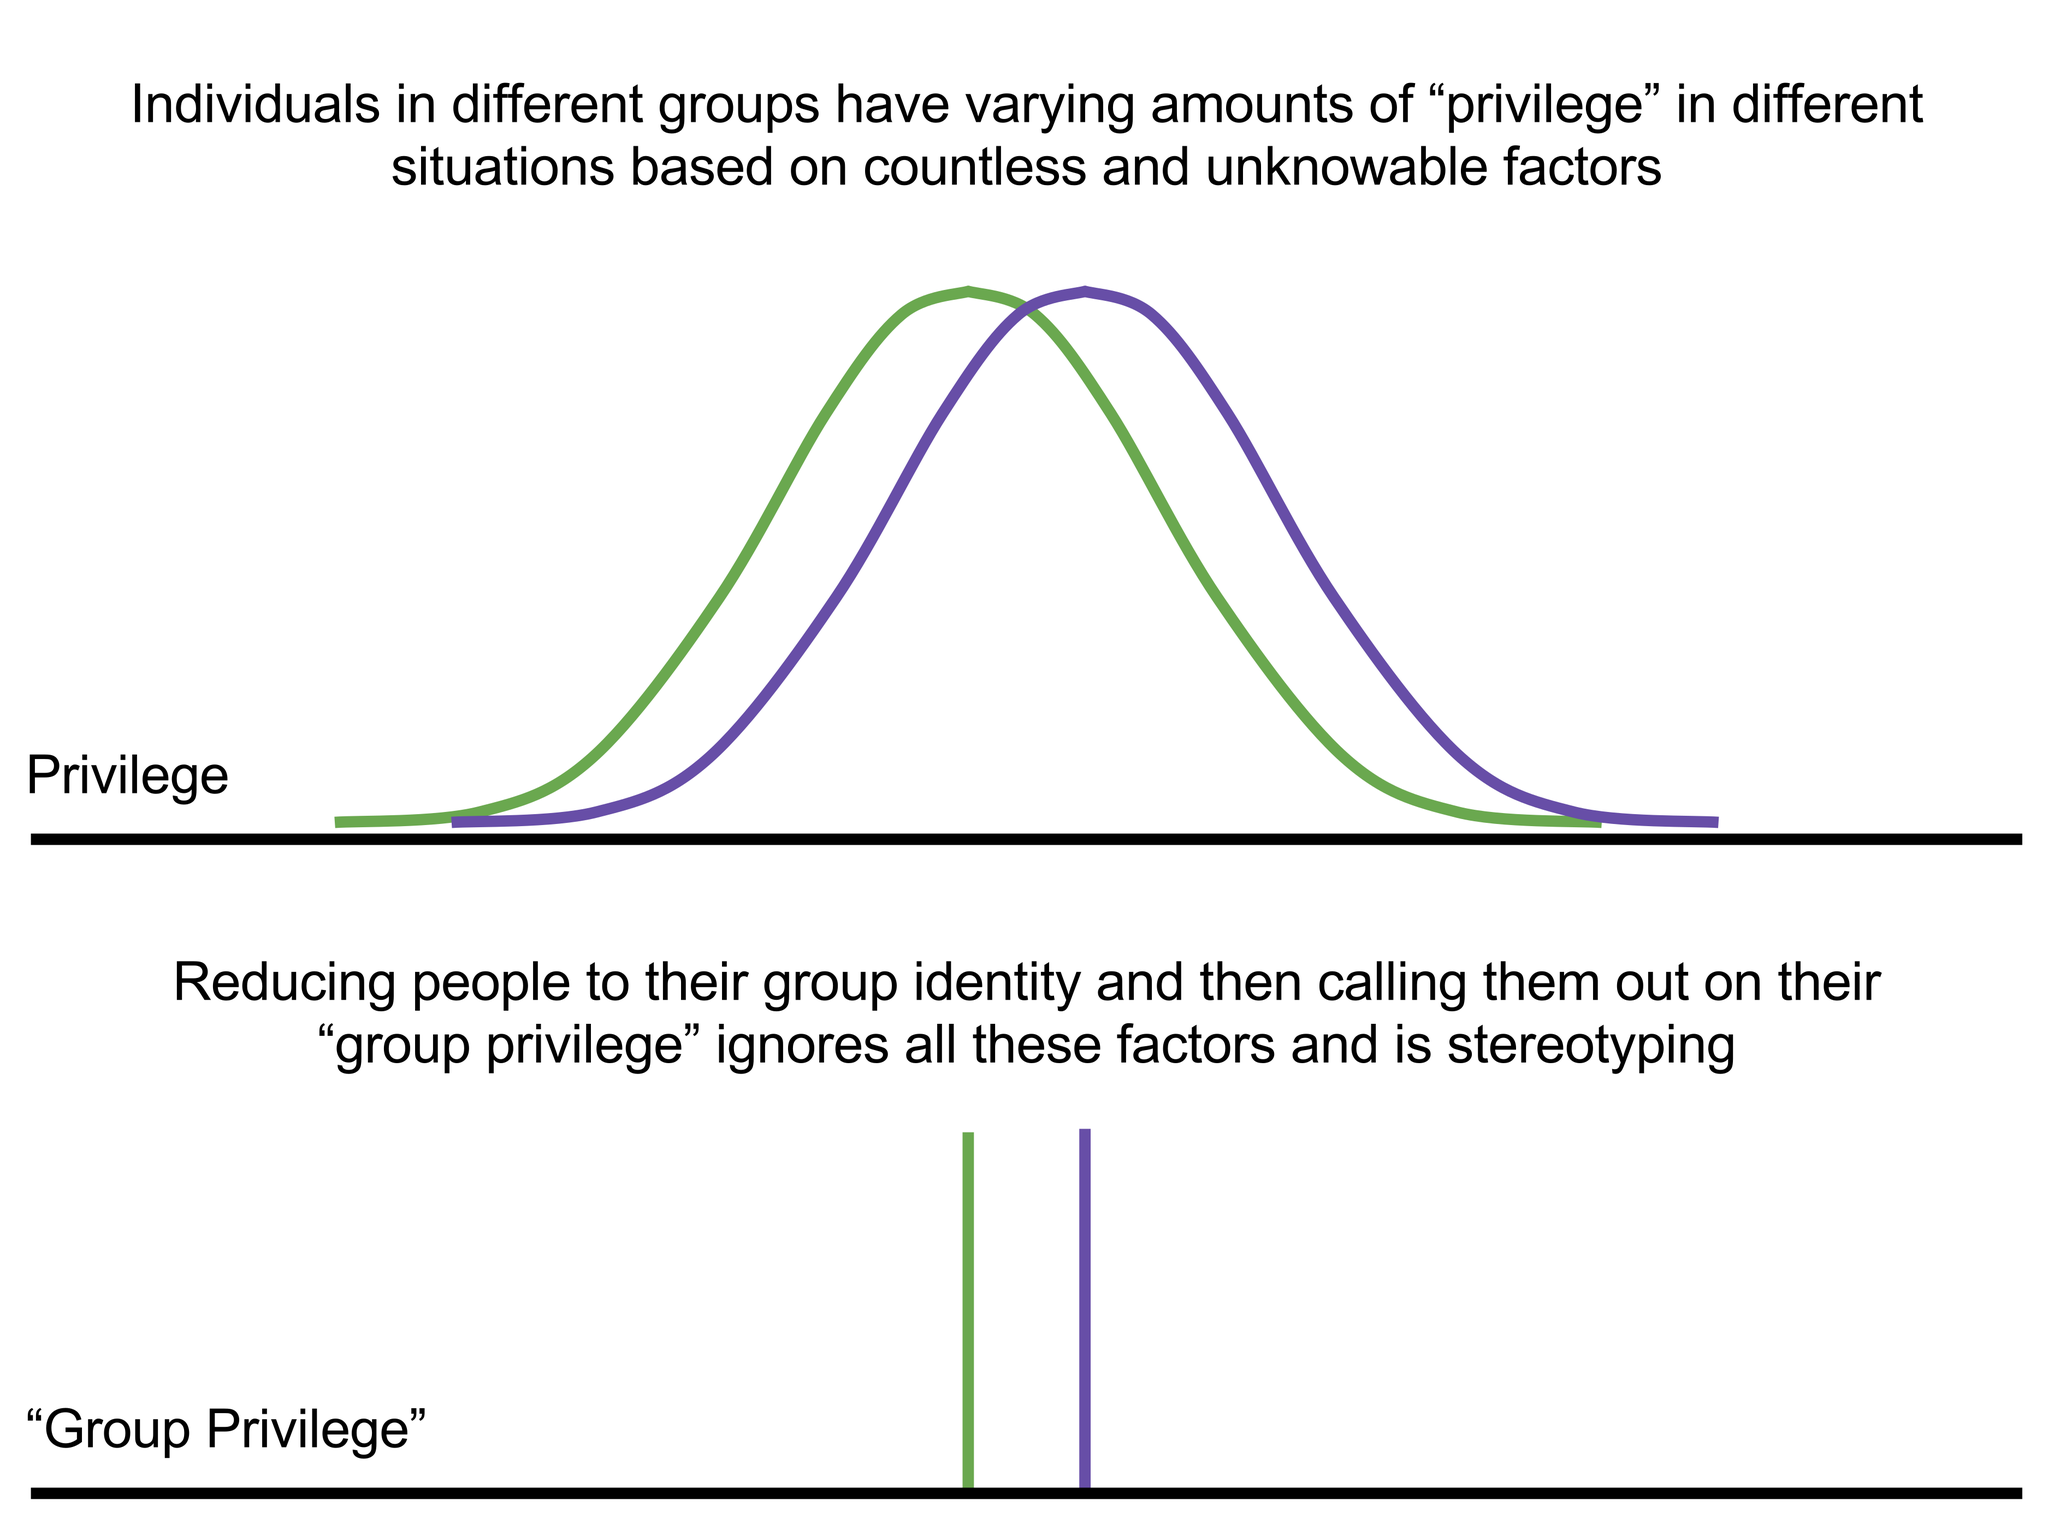 Individuals in different groups have varying amounts of “privilege” in different
situations based on countless and unknowable factors
Privilege
Reducing people to their group identity and then calling them out on their
“group privilege” ignores all these factors and is stereotyping
“Group Privilege”